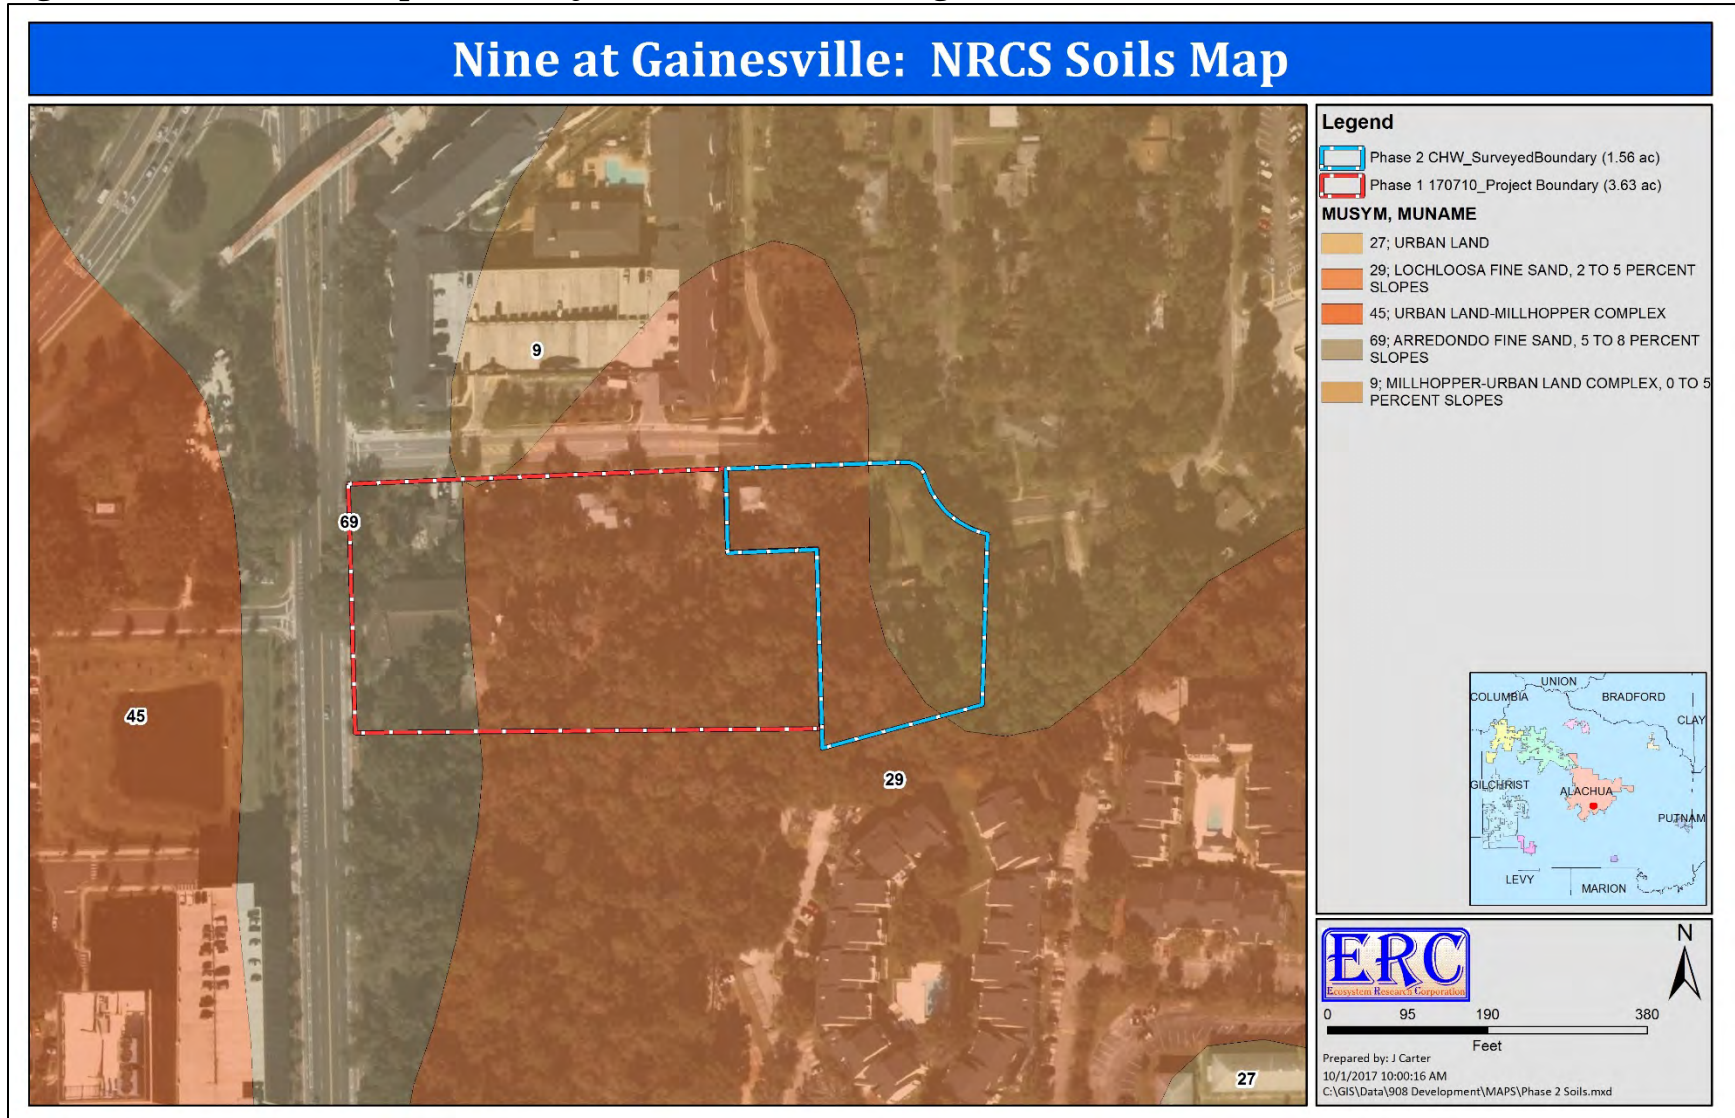 Nine at Gainesville: NRCS Soils Map
Legend
Phase 2 CHW_SurveyedBoundary (1.56 ac)
Phase 1 170710_Project Boundary (3.63 ac)
MUSYM, MUNAME
27; URBAN LAND
29; LOCHLOOSA FINE SAND, 2 TO 5 PERCENT
SLOPES
45; URBAN LAND-MILLHOPPER COMPLEX
69; ARREDONDO FINE SAND, 5 TO 8 PERCENT
SLOPES
9; MILLHOPPER-URBAN LAND COMPLEX, 0 TO 5
PERCENT SLOPES
9
69
45
29
27
UNION
COLUMBIA
BRADFORD
CLAY
GILCHRIST
ALACHUA
PUTNAM
LEVY
MARION
ERC
Ecosystem Research Corporation
N
0 95 190 380
Feet
Prepared by: J Carter
10/1/2017 10:00:16 AM
C:\GIS\Data\908 Development\MAPS\Phase 2 Soils.mxd